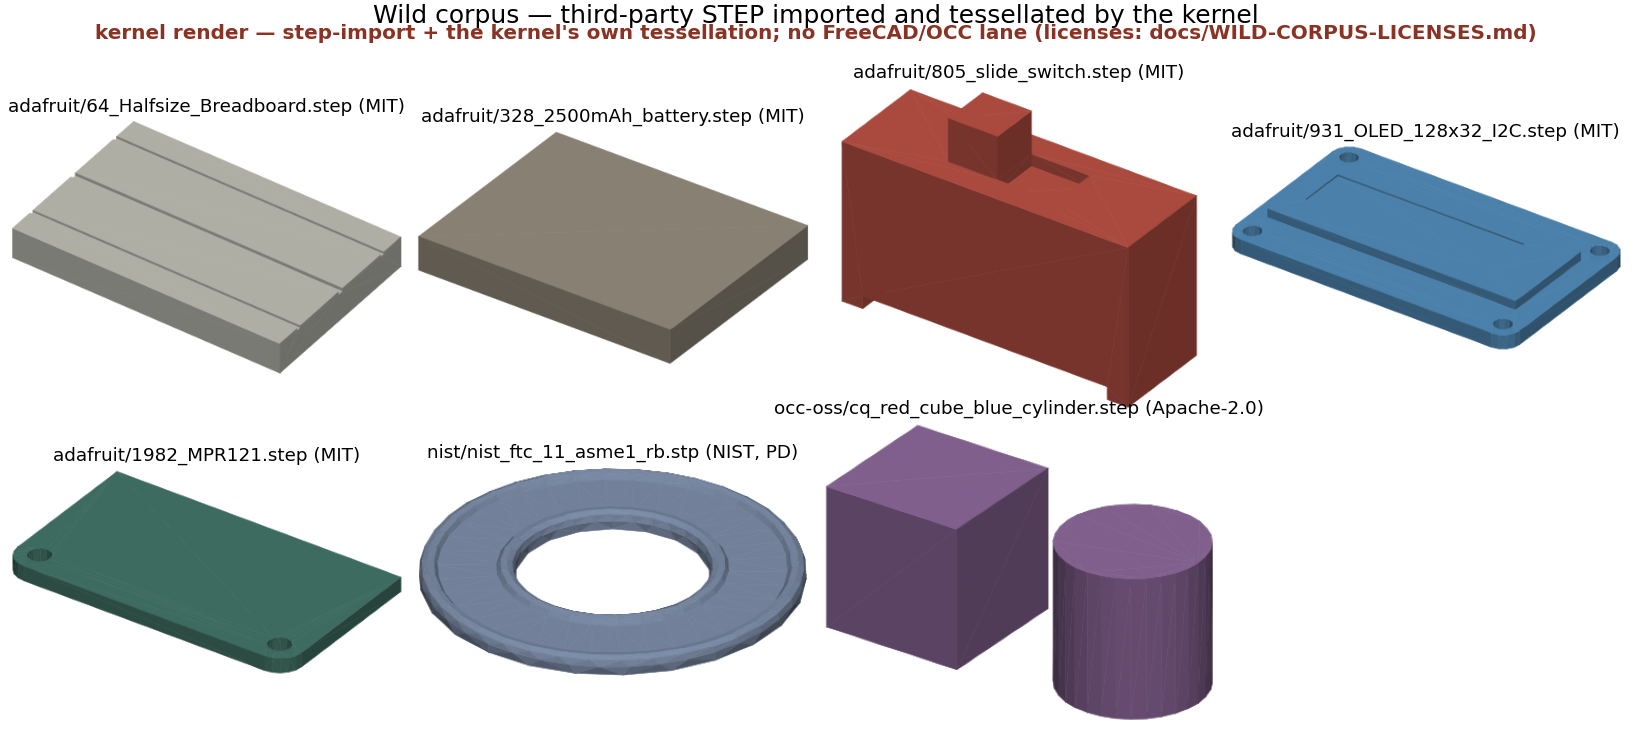 Wild corpus — third-party STEP imported and tessellated by the kernel
kernel render — step-import + the kernel's own tessellation; no FreeCAD/OCC lane (licenses: docs/WILD-CORPUS-LICENSES.md)
adafruit/64_Halfsize_Breadboard.step (MIT)
adafruit/328_2500mAh_battery.step (MIT)
adafruit/805_slide_switch.step (MIT)
adafruit/931_OLED_128x32_I2C.step (MIT)
adafruit/1982_MPR121.step (MIT)
nist/nist_ftc_11_asme1_rb.stp (NIST, PD)
occ-oss/cq_red_cube_blue_cylinder.step (Apache-2.0)